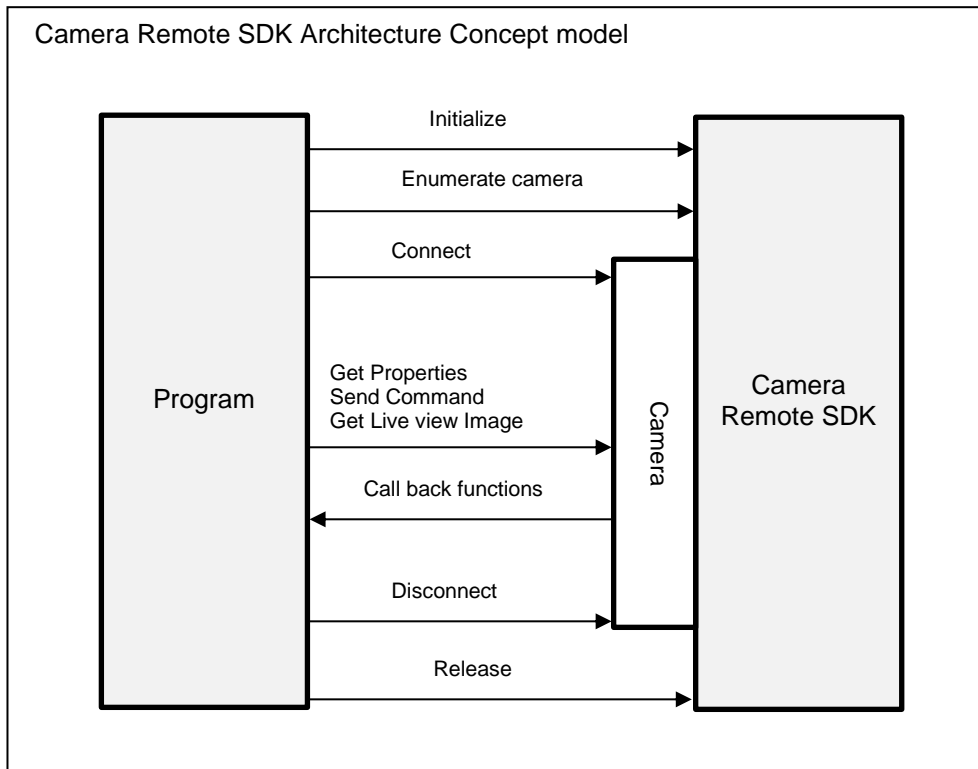 Camera Remote SDK Architecture Concept model
Initialize
Enumerate camera
Connect
Get Properties
Send Command
Get Live view Image
Program
Camera
Camera
Remote SDK
Call back functions
Disconnect
Release